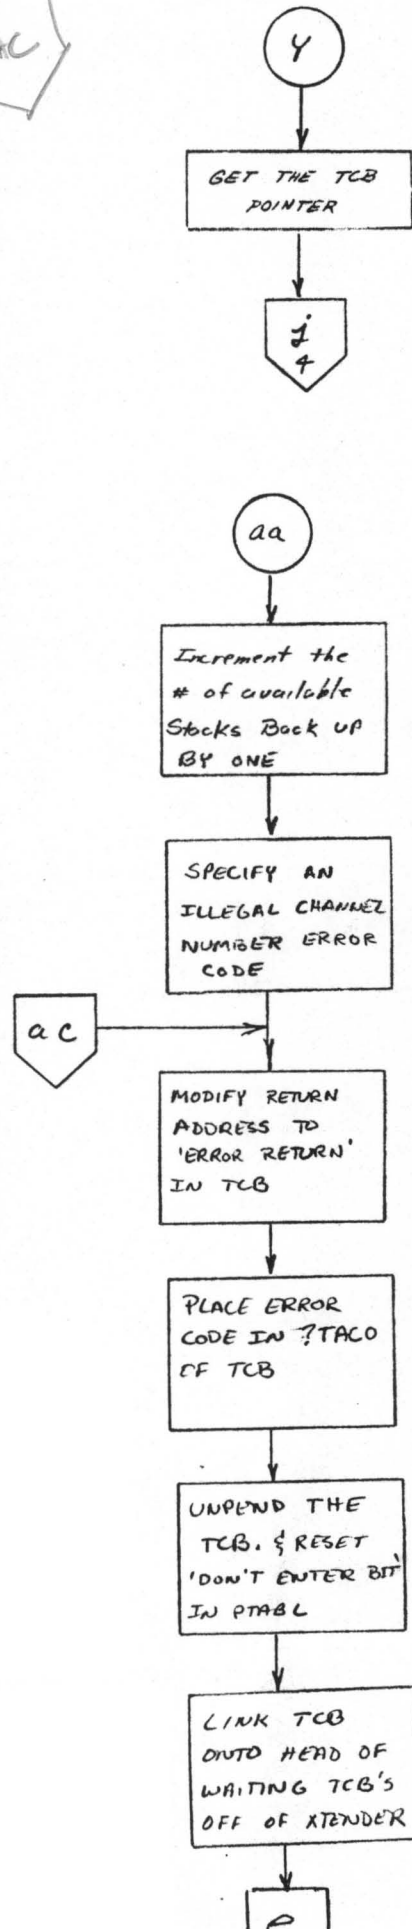 AC
Y
GET THE TCB
POINTER
j
4
aa
Increment the
# of available
Stacks Back up
BY ONE
SPECIFY AN
ILLEGAL CHANNEL
NUMBER ERROR
CODE
ac
MODIFY RETURN
ADDRESS TO
'ERROR RETURN'
IN TCB
PLACE ERROR
CODE IN ?TAC0
OF TCB
UNPEND THE
TCB. & RESET
'DON'T ENTER BIT'
IN PTABL
LINK TCB
ONTO HEAD OF
WAITING TCB'S
OFF OF XTENDER